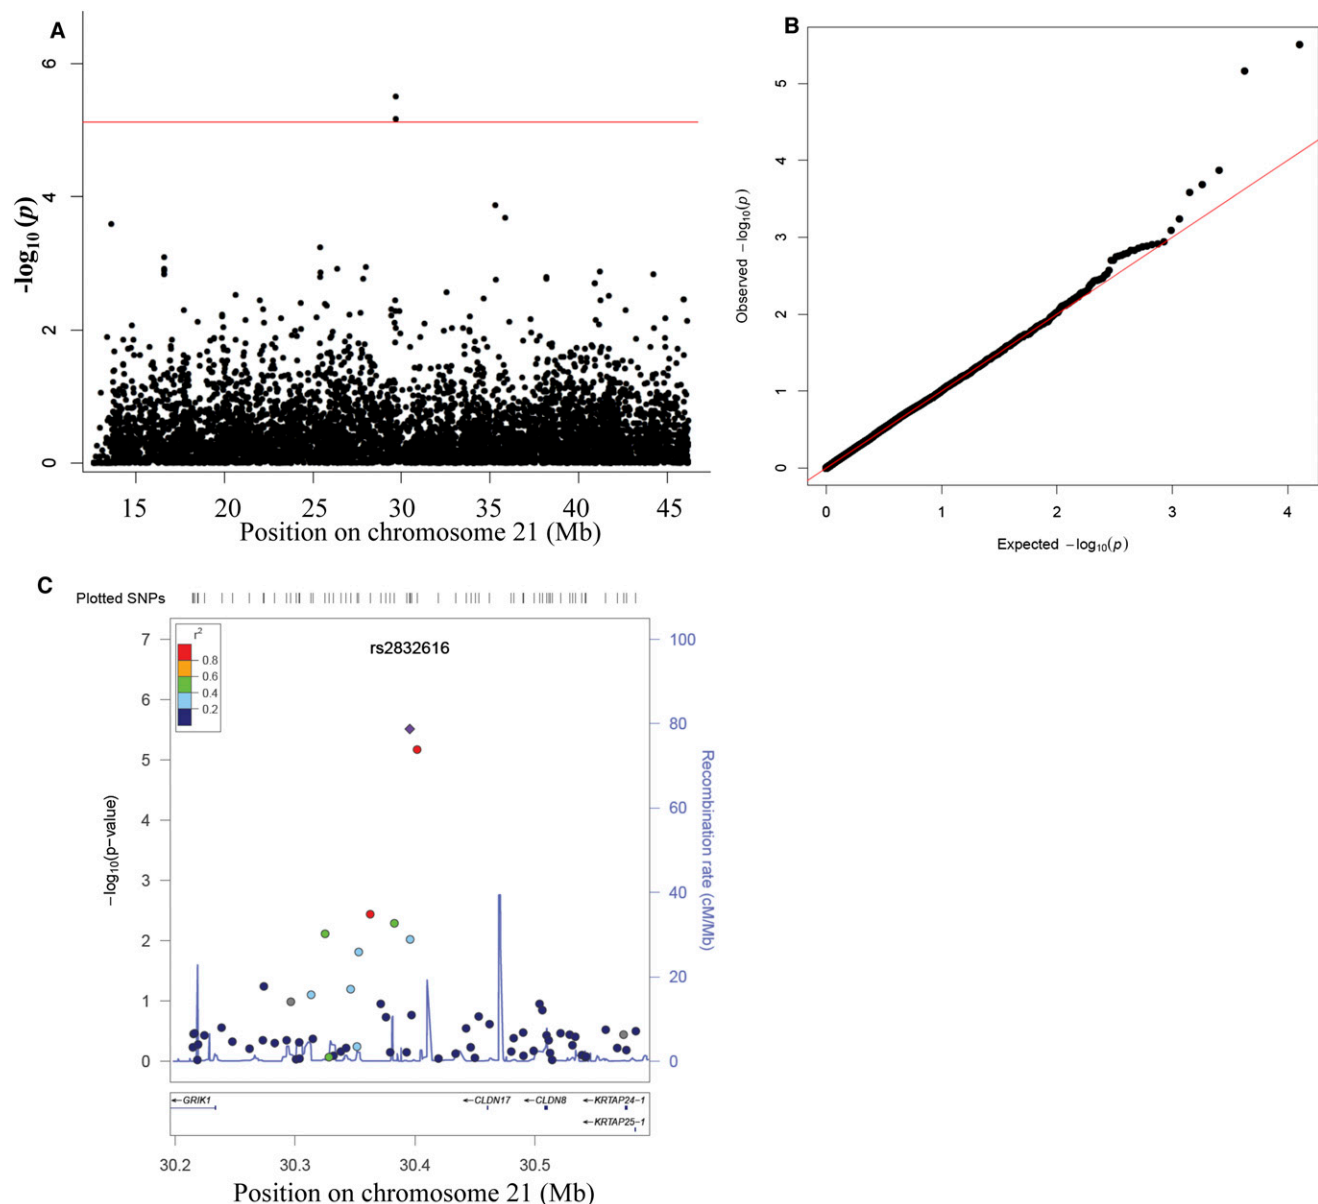 A
6
4
2
0
-log10 (p)
15 20 25 30 35 40 45
Position on chromosome 21 (Mb)
B
5
4
3
2
1
0
Observed −log10(p)
0 1 2 3 4
Expected −log10(p)
C
Plotted SNPs
r2
0.8
0.6
0.4
0.2
rs2832616
7
6
5
4
3
2
1
0
−log10(p−value)
100
80
60
40
20
0
Recombination rate (cM/Mb)
←GRIK1 ←CLDN17 ←CLDN8 ←KRTAP24−1
←KRTAP25−1
30.2 30.3 30.4 30.5
Position on chromosome 21 (Mb)